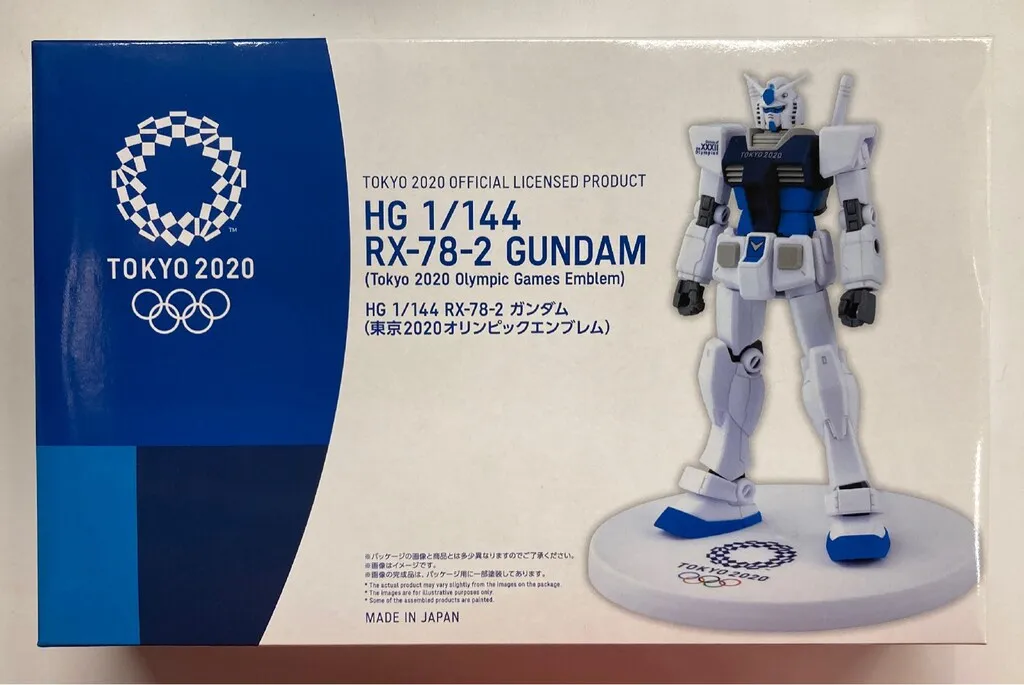 TOKYO 2020
TOKYO 2020 OFFICIAL LICENSED PRODUCT
HG 1/144
RX-78-2 GUNDAM
(Tokyo 2020 Olympic Games Emblem)
HG 1/144 RX-78-2 ガンダム
(東京2020オリンピックエンブレム)
※パッケージの画像と商品とは多少異なりますのでご了承ください。
※画像はイメージです。
※画像の完成品は、パッケージ用に一部塗装してあります。
* The actual product may vary slightly from the images on the package.
* The images are for illustrative purposes only.
* Some of the assembled products are painted.
MADE IN JAPAN
XXXII
Olympiad
TOKYO 2020
TOKYO 2020